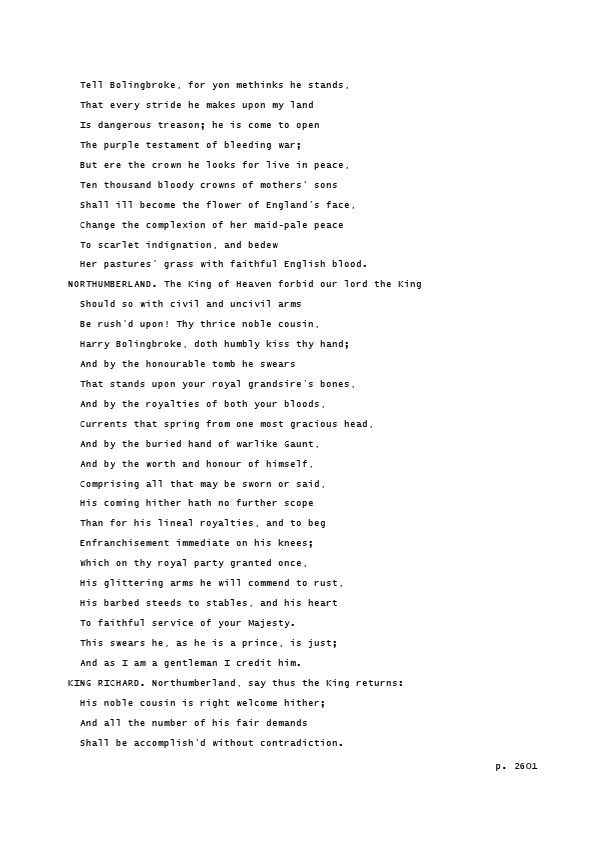 Tell Bolingbroke, for yon methinks he stands,
That every stride he makes upon my land
Is dangerous treason; he is come to open
The purple testament of bleeding war;
But ere the crown he looks for live in peace,
Ten thousand bloody crowns of mothers' sons
Shall ill become the flower of England's face,
Change the complexion of her maid-pale peace
To scarlet indignation, and bedew
Her pastures' grass with faithful English blood.
NORTHUMBERLAND. The King of Heaven forbid our lord the King
Should so with civil and uncivil arms
Be rush'd upon! Thy thrice noble cousin,
Harry Bolingbroke, doth humbly kiss thy hand;
And by the honourable tomb he swears
That stands upon your royal grandsire's bones,
And by the royalties of both your bloods,
Currents that spring from one most gracious head,
And by the buried hand of warlike Gaunt,
And by the worth and honour of himself,
Comprising all that may be sworn or said,
His coming hither hath no further scope
Than for his lineal royalties, and to beg
Enfranchisement immediate on his knees;
Which on thy royal party granted once,
His glittering arms he will commend to rust,
His barbed steeds to stables, and his heart
To faithful service of your Majesty.
This swears he, as he is a prince, is just;
And as I am a gentleman I credit him.
KING RICHARD. Northumberland, say thus the King returns:
His noble cousin is right welcome hither;
And all the number of his fair demands
Shall be accomplish'd without contradiction.
p. 2601